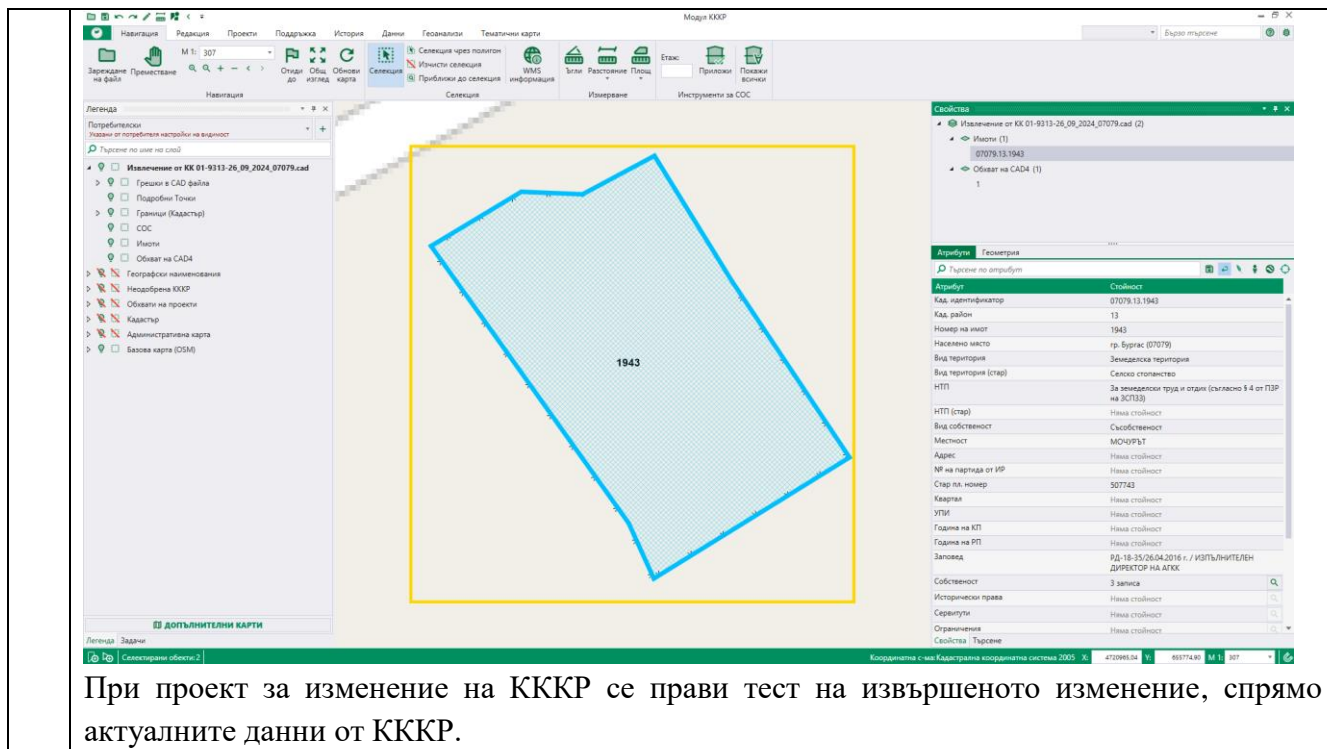 Модул КККР
Навигация Редакция Проекти Поддръжка История Данни Геоанализи Тематични карти
Бързо търсене
Зареждане на файл
Преместване
М 1: 307
Отиди до
Общ изглед
Обнови карта
Селекция
Селекция чрез полигон
Изчисти селекция
Приближи до селекция
WMS информация
Ъгли
Разстояние
Площ
Етаж:
Приложи
Покажи всички
Навигация
Селекция
Измерване
Инструменти за СОС
Легенда
Потребителски
Указани от потребителя настройки на видимост
Търсене по име на слой
Извлечение от КК 01-9313-26_09_2024_07079.cad
Грешки в CAD файла
Подробни Точки
Граници (Кадастър)
СОС
Имоти
Обхват на CAD4
Географски наименования
Неодобрена КККР
Обхвати на проекти
Кадастър
Административна карта
Базова карта (OSM)
ДОПЪЛНИТЕЛНИ КАРТИ
Легенда Задачи
1943
Свойства
Извлечение от КК 01-9313-26_09_2024_07079.cad (2)
Имоти (1)
07079.13.1943
Обхват на CAD4 (1)
1
Атрибути Геометрия
Търсене по атрибут
Атрибут Стойност
Кад. идентификатор 07079.13.1943
Кад. район 13
Номер на имот 1943
Населено място гр. Бургас (07079)
Вид територия Земеделска територия
Вид територия (стар) Селско стопанство
НТП За земеделски труд и отдих (съгласно § 4 от ПЗР
на ЗСПЗЗ)
НТП (стар) Няма стойност
Вид собственост Съсобственост
Местност МОЧУРЪТ
Адрес Няма стойност
№ на партида от ИР Няма стойност
Стар пл. номер 507743
Квартал Няма стойност
УПИ Няма стойност
Година на КП Няма стойност
Година на РП Няма стойност
Заповед РД-18-35/26.04.2016 г. / ИЗПЪЛНИТЕЛЕН
ДИРЕКТОР НА АГКК
Собственост 3 записа
Исторически права Няма стойност
Сервитути Няма стойност
Ограничения Няма стойност
Свойства Търсене
Селектирани обекти: 2
Координатна с-ма: Кадастрална координатна система 2005 X: 4720965.04 Y: 655774.90 М 1: 307
При проект за изменение на КККР се прави тест на извършеното изменение, спрямо
актуалните данни от КККР.